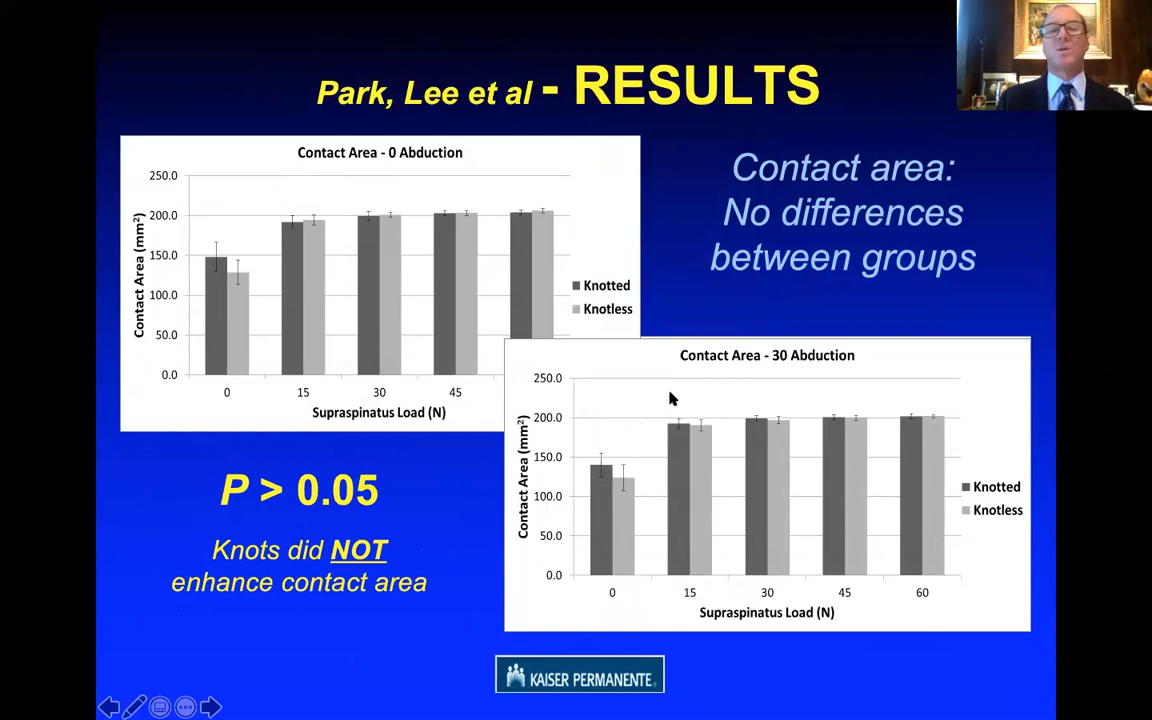 Park, Lee et al - RESULTS
Contact Area - 0 Abduction
250.0
200.0
150.0
100.0
50.0
0.0
Contact Area (mm²)
0 15 30 45
Supraspinatus Load (N)
Knotted
Knotless
Contact area:
No differences
between groups
Contact Area - 30 Abduction
250.0
200.0
150.0
100.0
50.0
0.0
Contact Area (mm²)
0 15 30 45 60
Supraspinatus Load (N)
Knotted
Knotless
P > 0.05
Knots did NOT
enhance contact area
KAISER PERMANENTE®